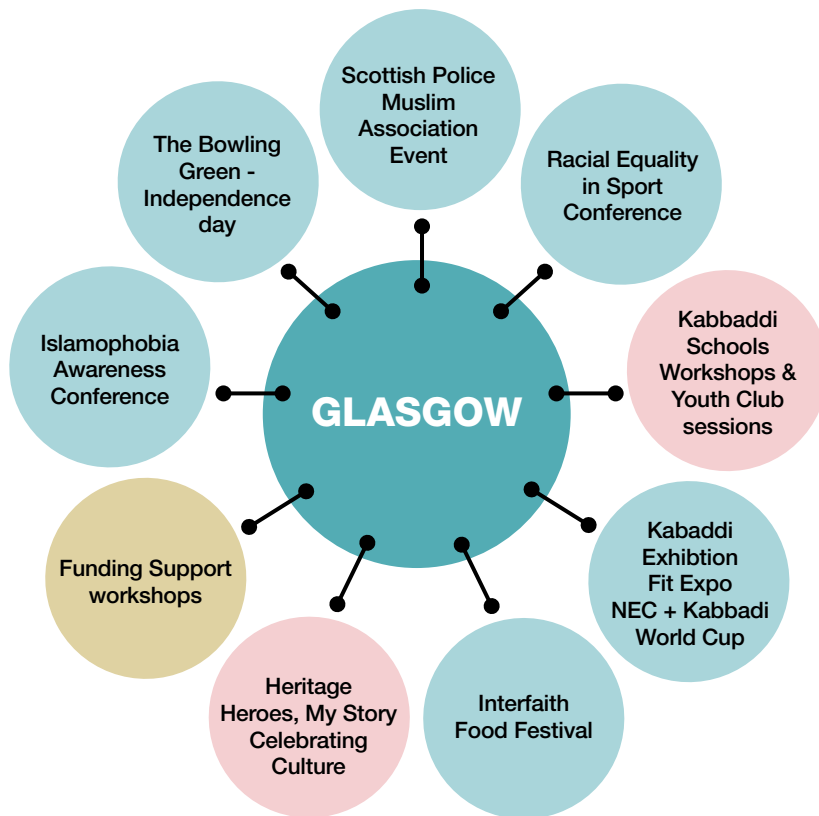 Scottish Police
Muslim
Association
Event
Racial Equality
in Sport
Conference
Kabbaddi
Schools
Workshops &
Youth Club
sessions
Kabaddi
Exhibtion
Fit Expo
NEC + Kabbadi
World Cup
Interfaith
Food Festival
Heritage
Heroes, My Story
Celebrating
Culture
Funding Support
workshops
Islamophobia
Awareness
Conference
The Bowling
Green -
Independence
day
GLASGOW